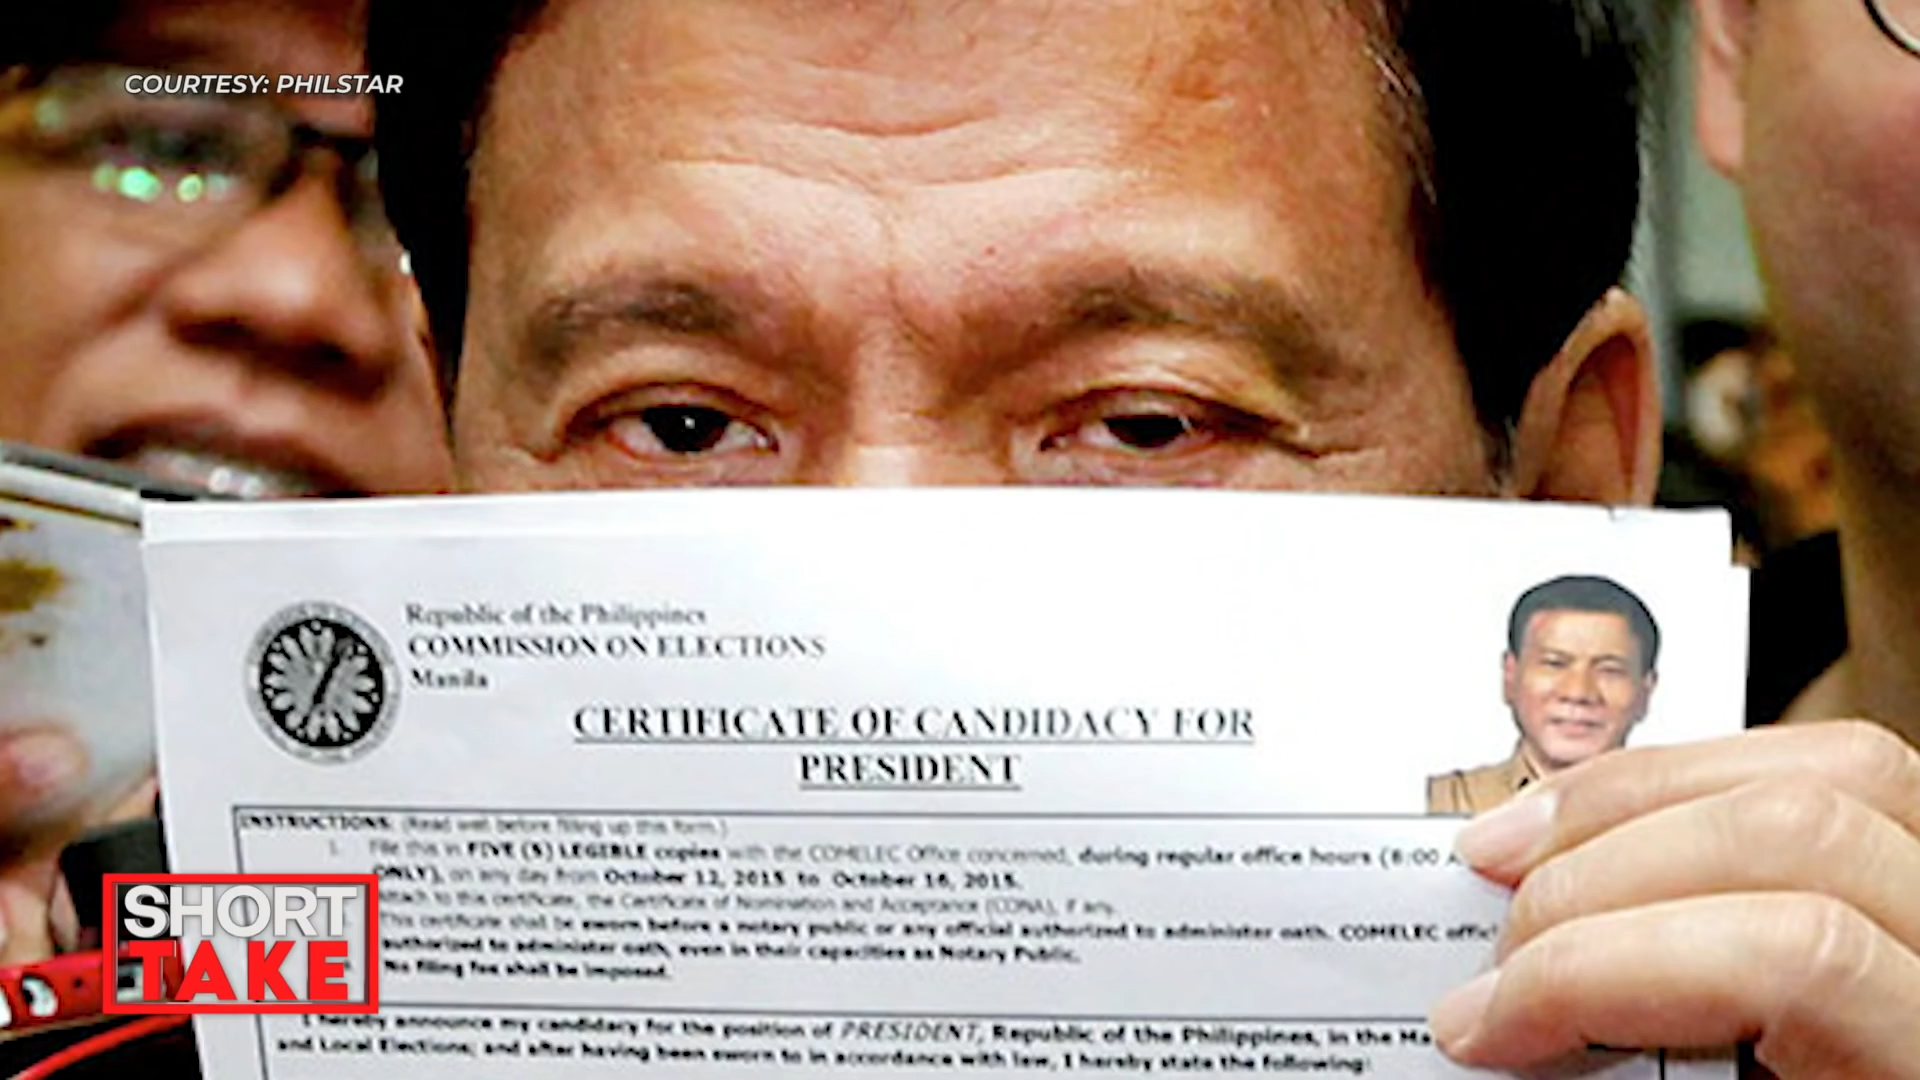 COURTESY: PHILSTAR
Republic of the Philippines
COMMISSION ON ELECTIONS
Manila
CERTIFICATE OF CANDIDACY FOR
PRESIDENT
INSTRUCTIONS: (Read well before filling up this form.)
1. File this in FIVE (5) LEGIBLE copies with the COMELEC Office concerned, during regular office hours (8:00 A
ONLY), on any day from October 12, 2015 to October 16, 2015.
Attach to this certificate, the Certificate of Nomination and Acceptance (CONA), if any.
This certificate shall be sworn before a notary public or any official authorized to administer oath. COMELEC offic
authorized to administer oath, even in their capacities as Notary Public.
No filing fee shall be imposed.
I hereby announce my candidacy for the position of PRESIDENT, Republic of the Philippines, in the Ma
and Local Elections; and after having been sworn to in accordance with law, I hereby state the following:
SHORT
TAKE